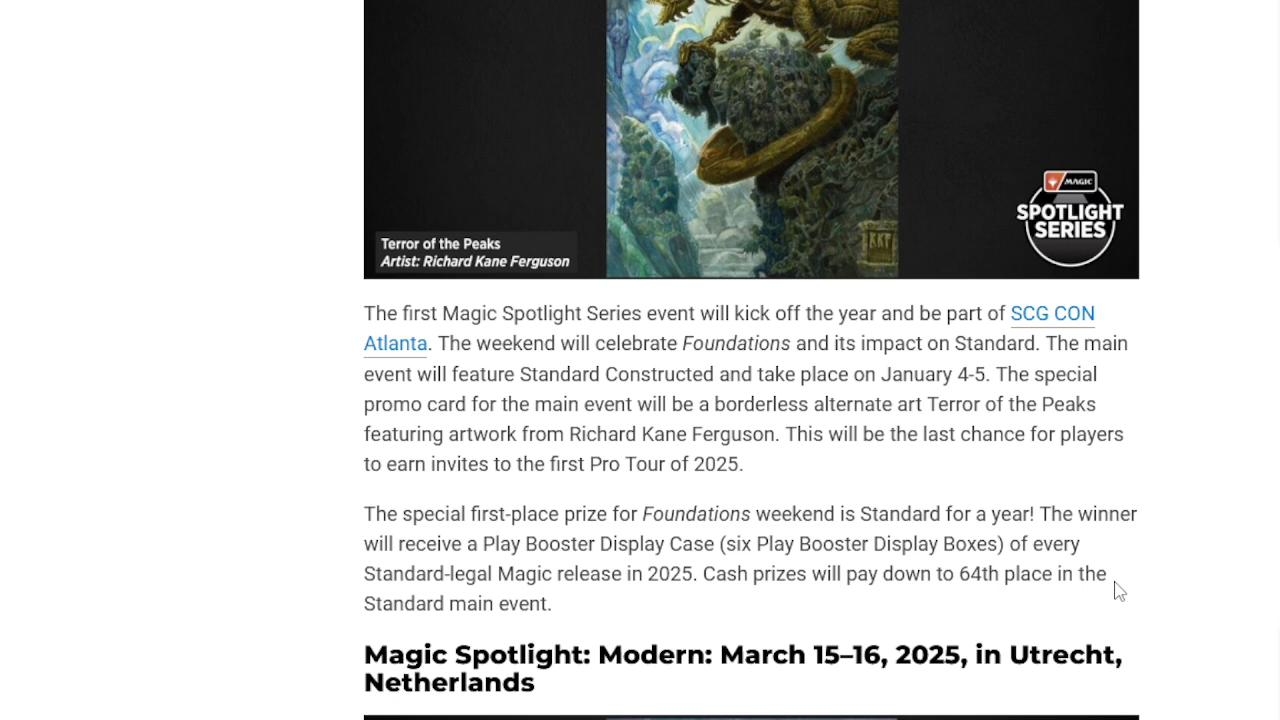 MAGIC
SPOTLIGHT
SERIES
Terror of the Peaks
Artist: Richard Kane Ferguson
RKF
The first Magic Spotlight Series event will kick off the year and be part of SCG CON
Atlanta. The weekend will celebrate Foundations and its impact on Standard. The main
event will feature Standard Constructed and take place on January 4-5. The special
promo card for the main event will be a borderless alternate art Terror of the Peaks
featuring artwork from Richard Kane Ferguson. This will be the last chance for players
to earn invites to the first Pro Tour of 2025.
The special first-place prize for Foundations weekend is Standard for a year! The winner
will receive a Play Booster Display Case (six Play Booster Display Boxes) of every
Standard-legal Magic release in 2025. Cash prizes will pay down to 64th place in the
Standard main event.
Magic Spotlight: Modern: March 15–16, 2025, in Utrecht,
Netherlands